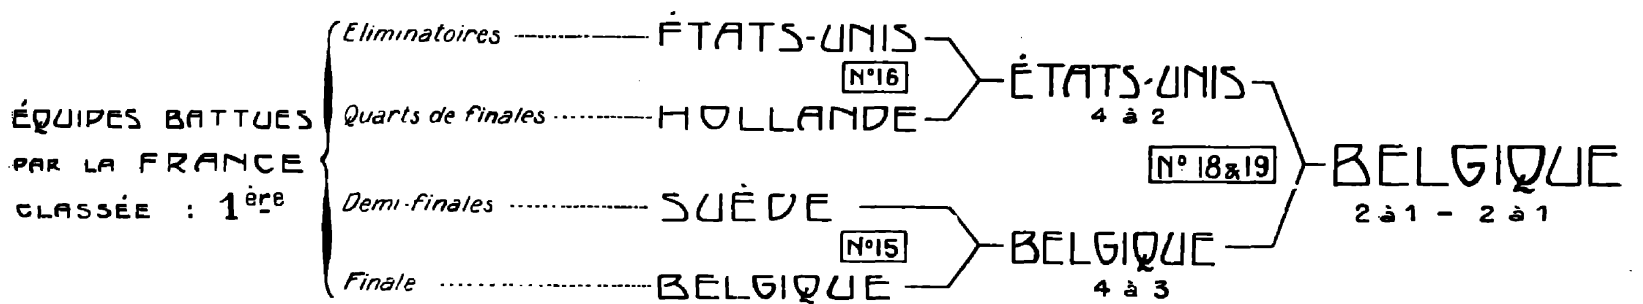 ÉQUIPES BATTUES
PAR LA FRANCE
CLASSÉE : 1ère
Eliminatoires ÉTATS-UNIS
Quarts de finales HOLLANDE
Demi-finales SUÈDE
Finale BELGIQUE
N°16
N°15
ÉTATS-UNIS
4 à 2
BELGIQUE
4 à 3
N° 18&19
BELGIQUE
2 à 1 - 2 à 1